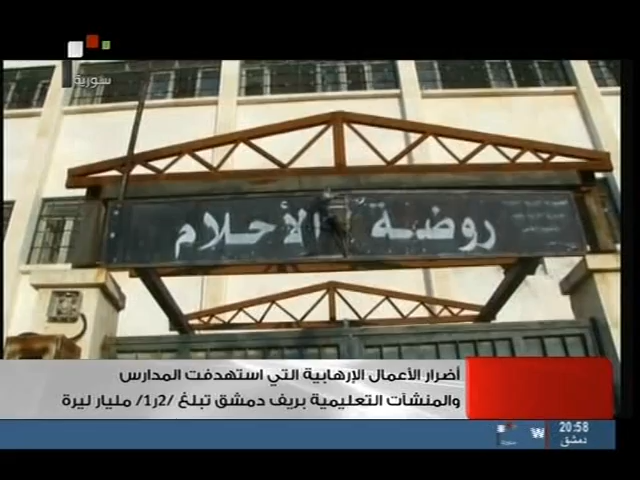 سورية
روضة الأحلام
أضرار الأعمال الإرهابية التي استهدفت المدارس
والمنشآت التعليمية بريف دمشق تبلغ /2ر1/ مليار ليرة
20:58
دمشق
سورية
W